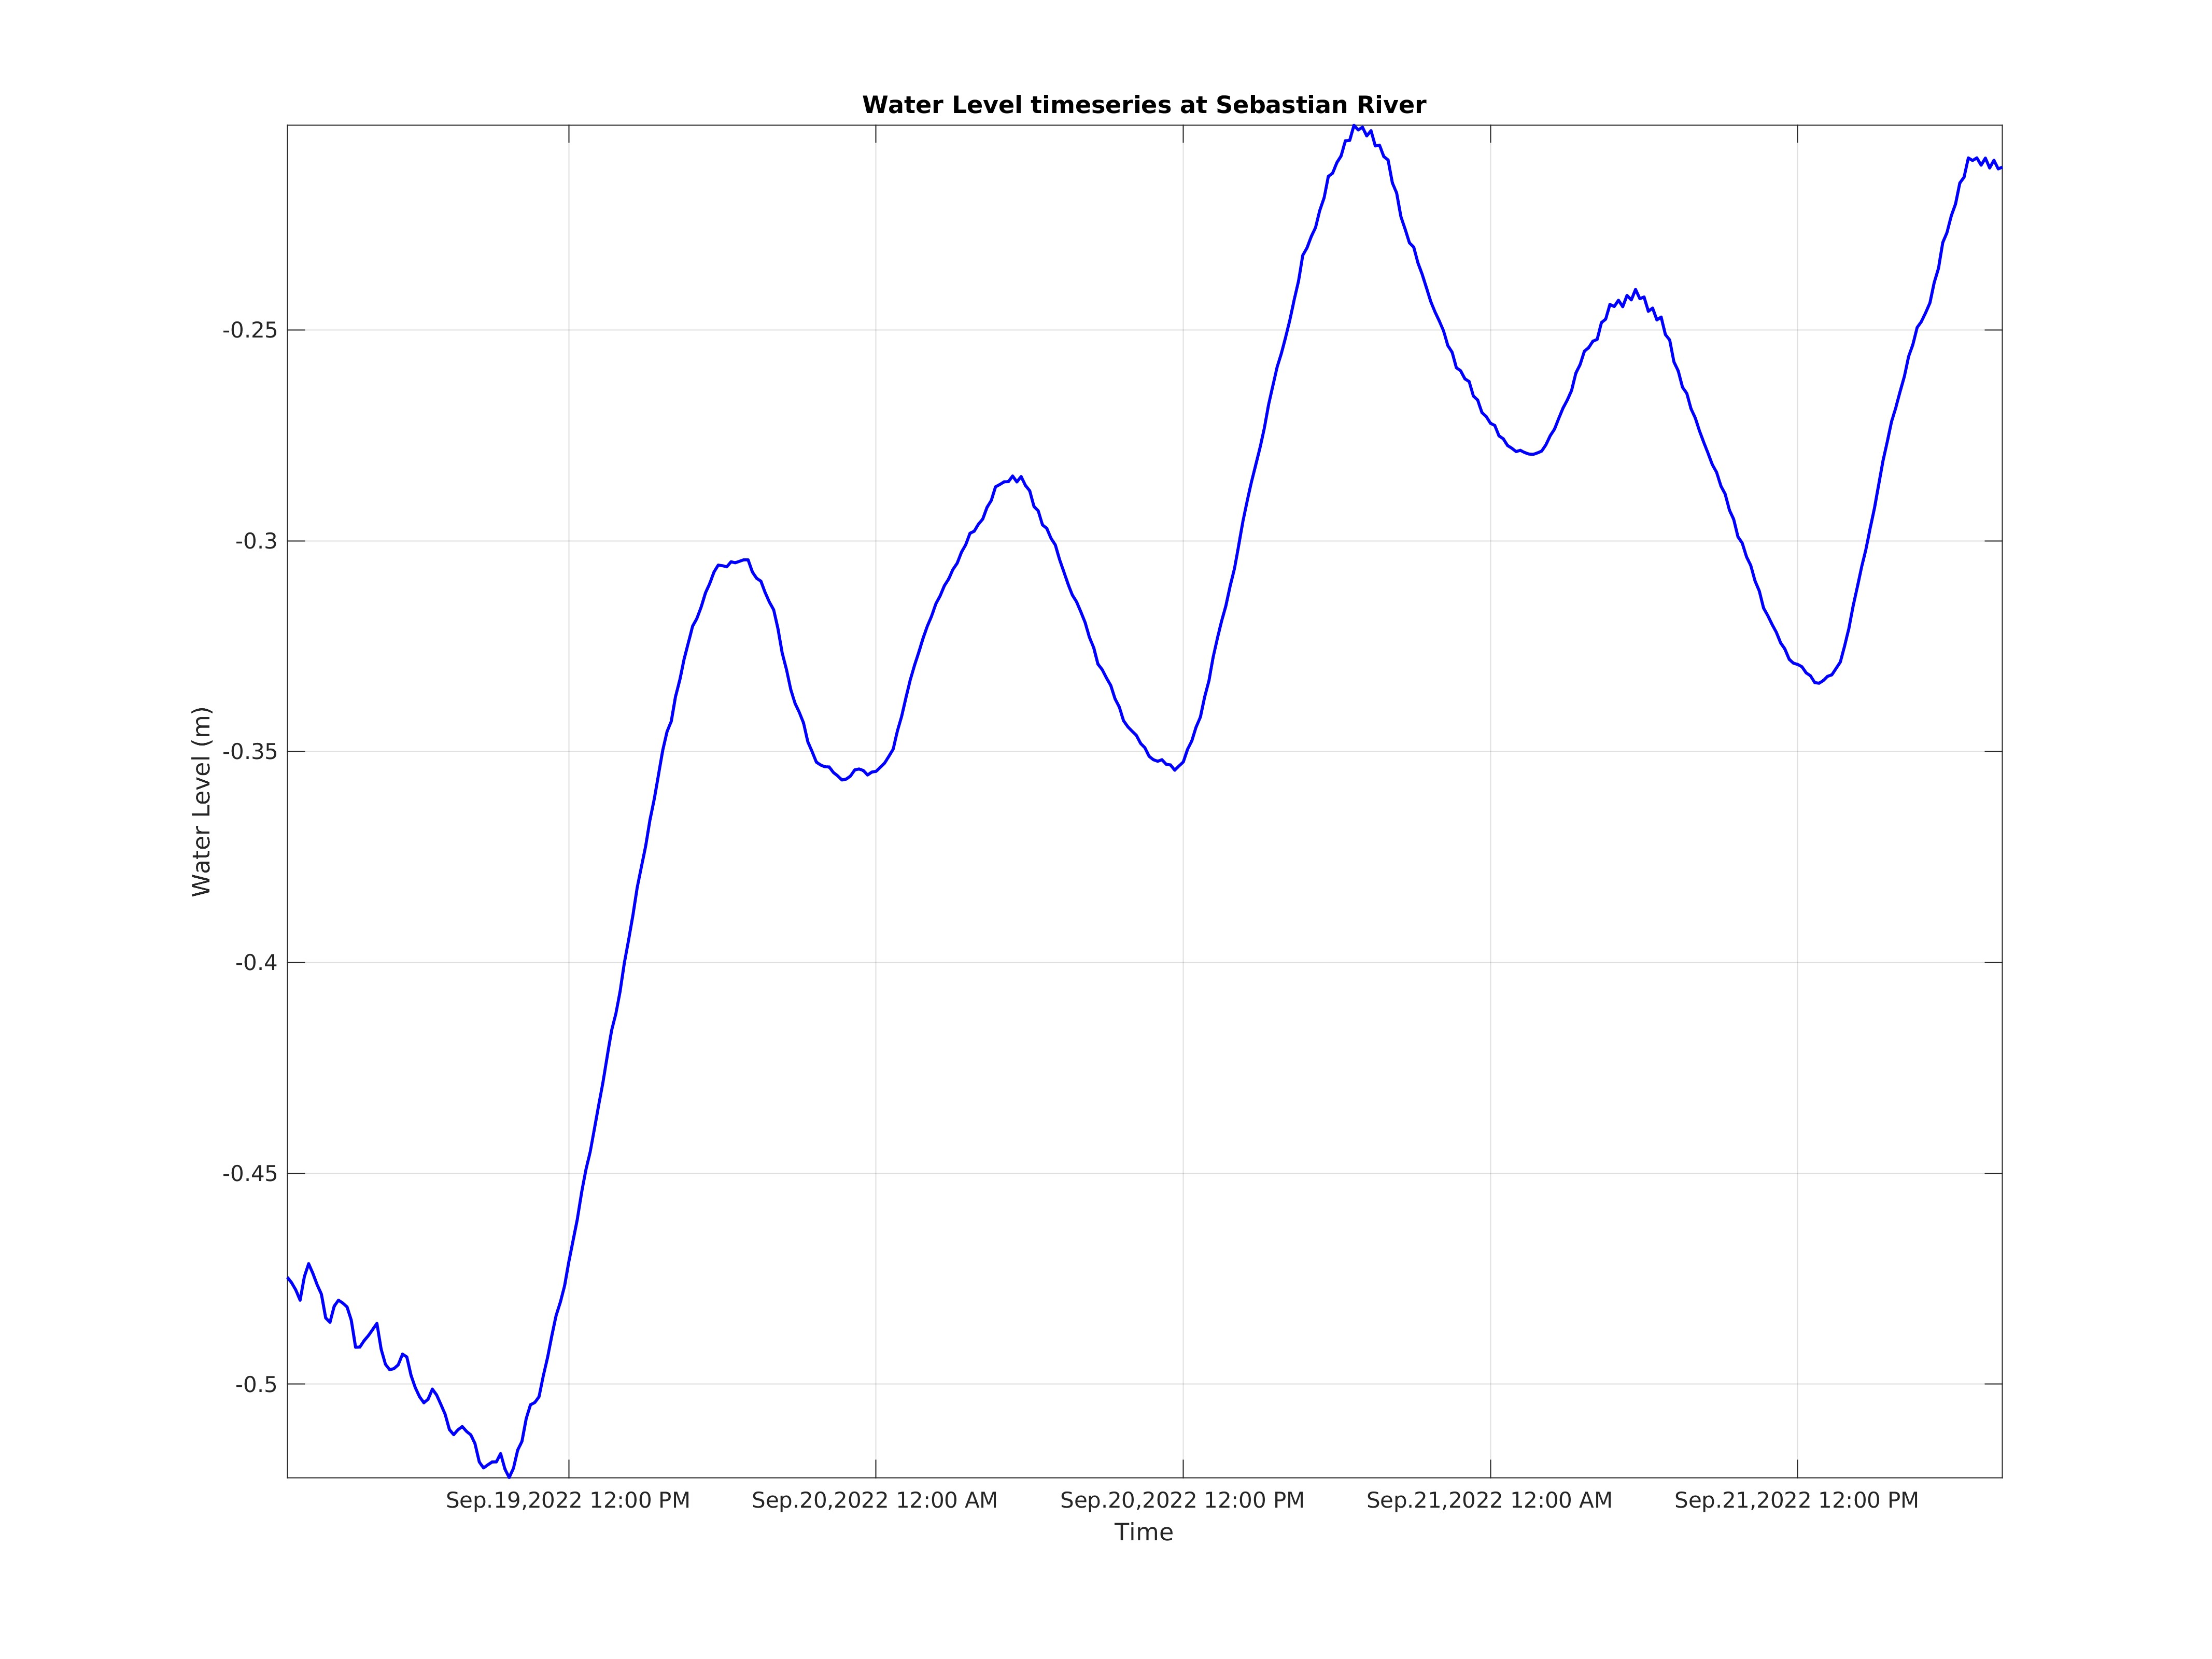 Water Level timeseries at Sebastian River
-0.25
-0.3
-0.35
-0.4
-0.45
-0.5
Water Level (m)
Sep.19,2022 12:00 PM
Sep.20,2022 12:00 AM
Sep.20,2022 12:00 PM
Sep.21,2022 12:00 AM
Sep.21,2022 12:00 PM
Time